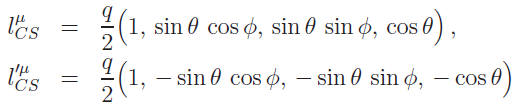 l^μ_{CS} = q/2 (1, sin θ cos ϕ, sin θ sin ϕ, cos θ) ,
l'^μ_{CS} = q/2 (1, − sin θ cos ϕ, − sin θ sin ϕ, − cos θ)